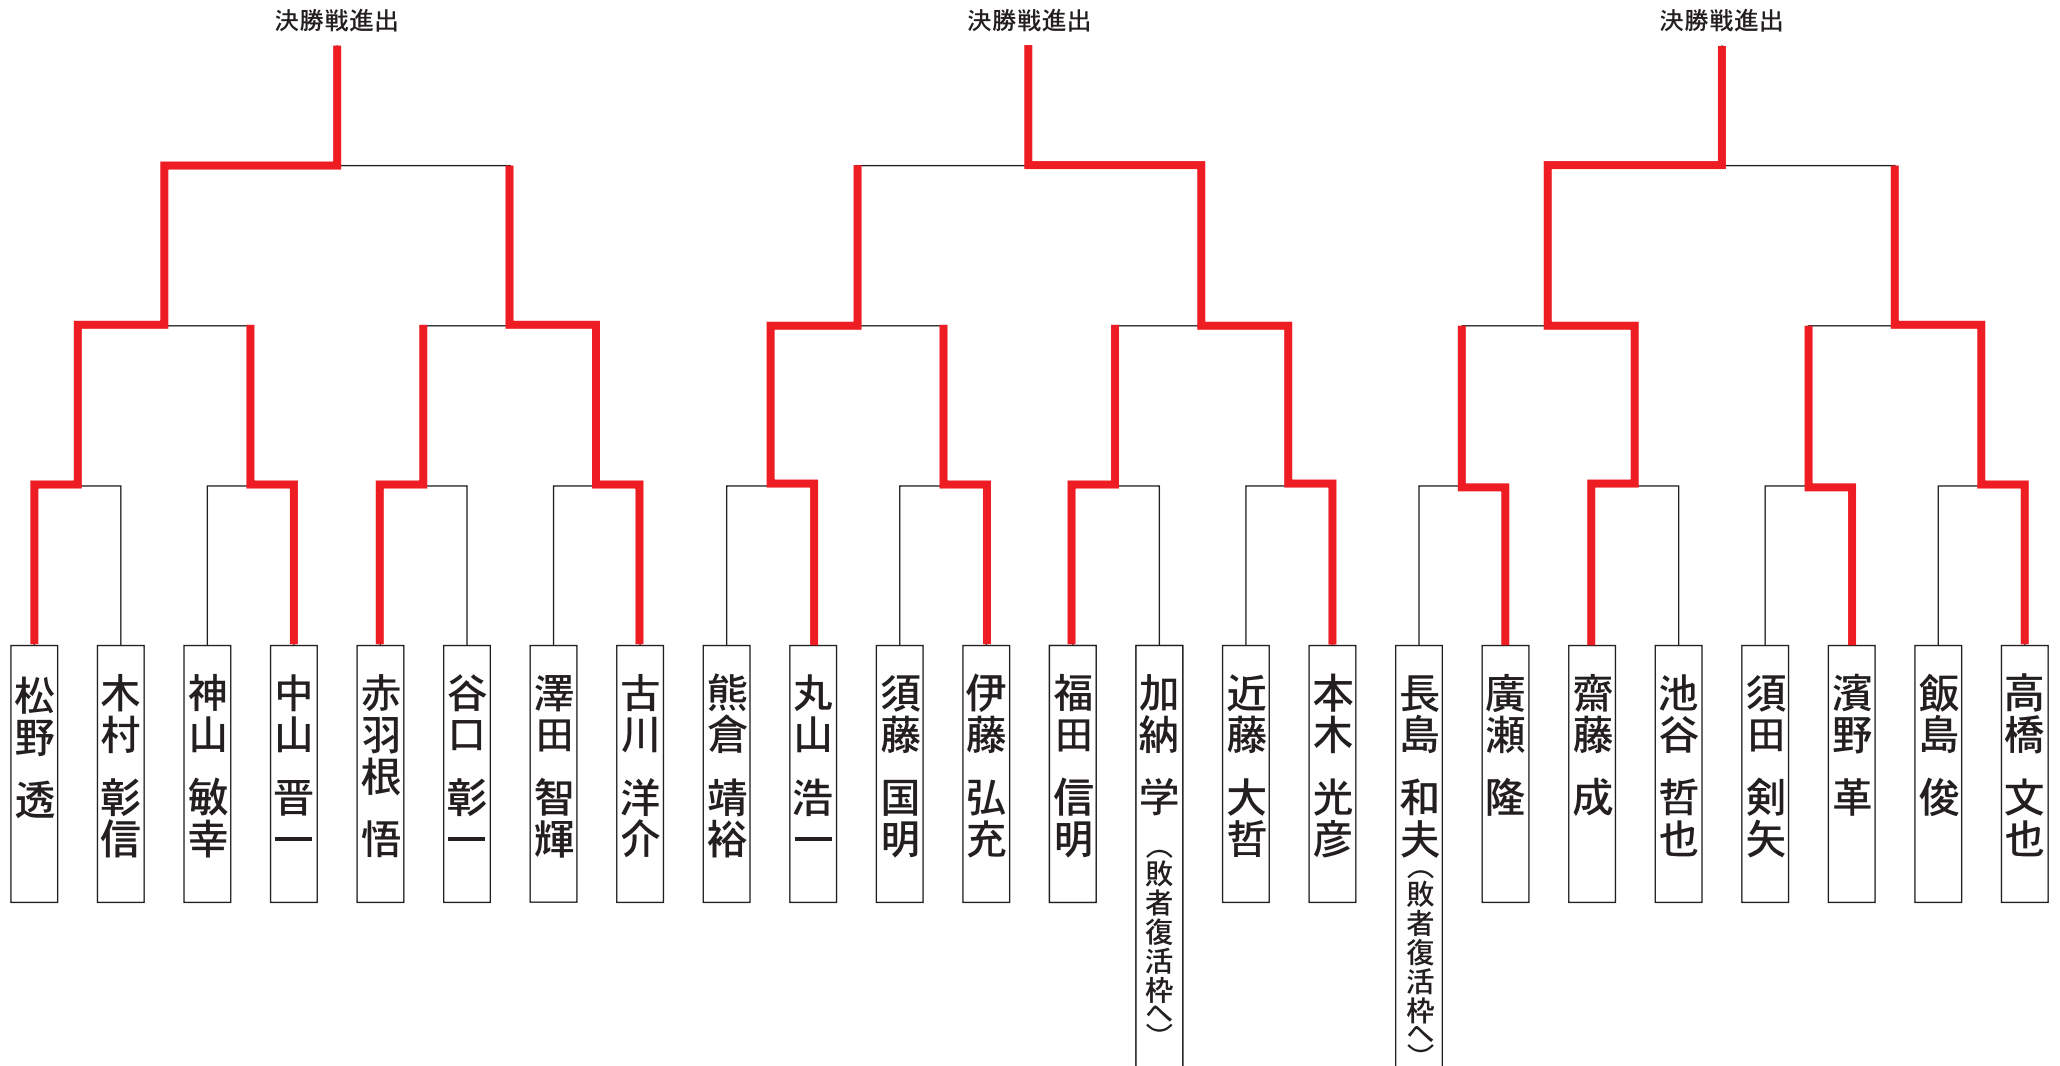 決勝戦進出
決勝戦進出
決勝戦進出
松野 透
木村 彰信
神山 敏幸
中山 晋一
赤羽根 悟
谷口 彰一
澤田 智輝
古川 洋介
熊倉 靖裕
丸山 浩一
須藤 国明
伊藤 弘充
福田 信明
加納 学（敗者復活枠へ）
近藤 大哲
本木 光彦
長島 和夫（敗者復活枠へ）
廣瀬 隆
齋藤 成
池谷 哲也
須田 剣矢
濱野 革
飯島 俊
高橋 文也